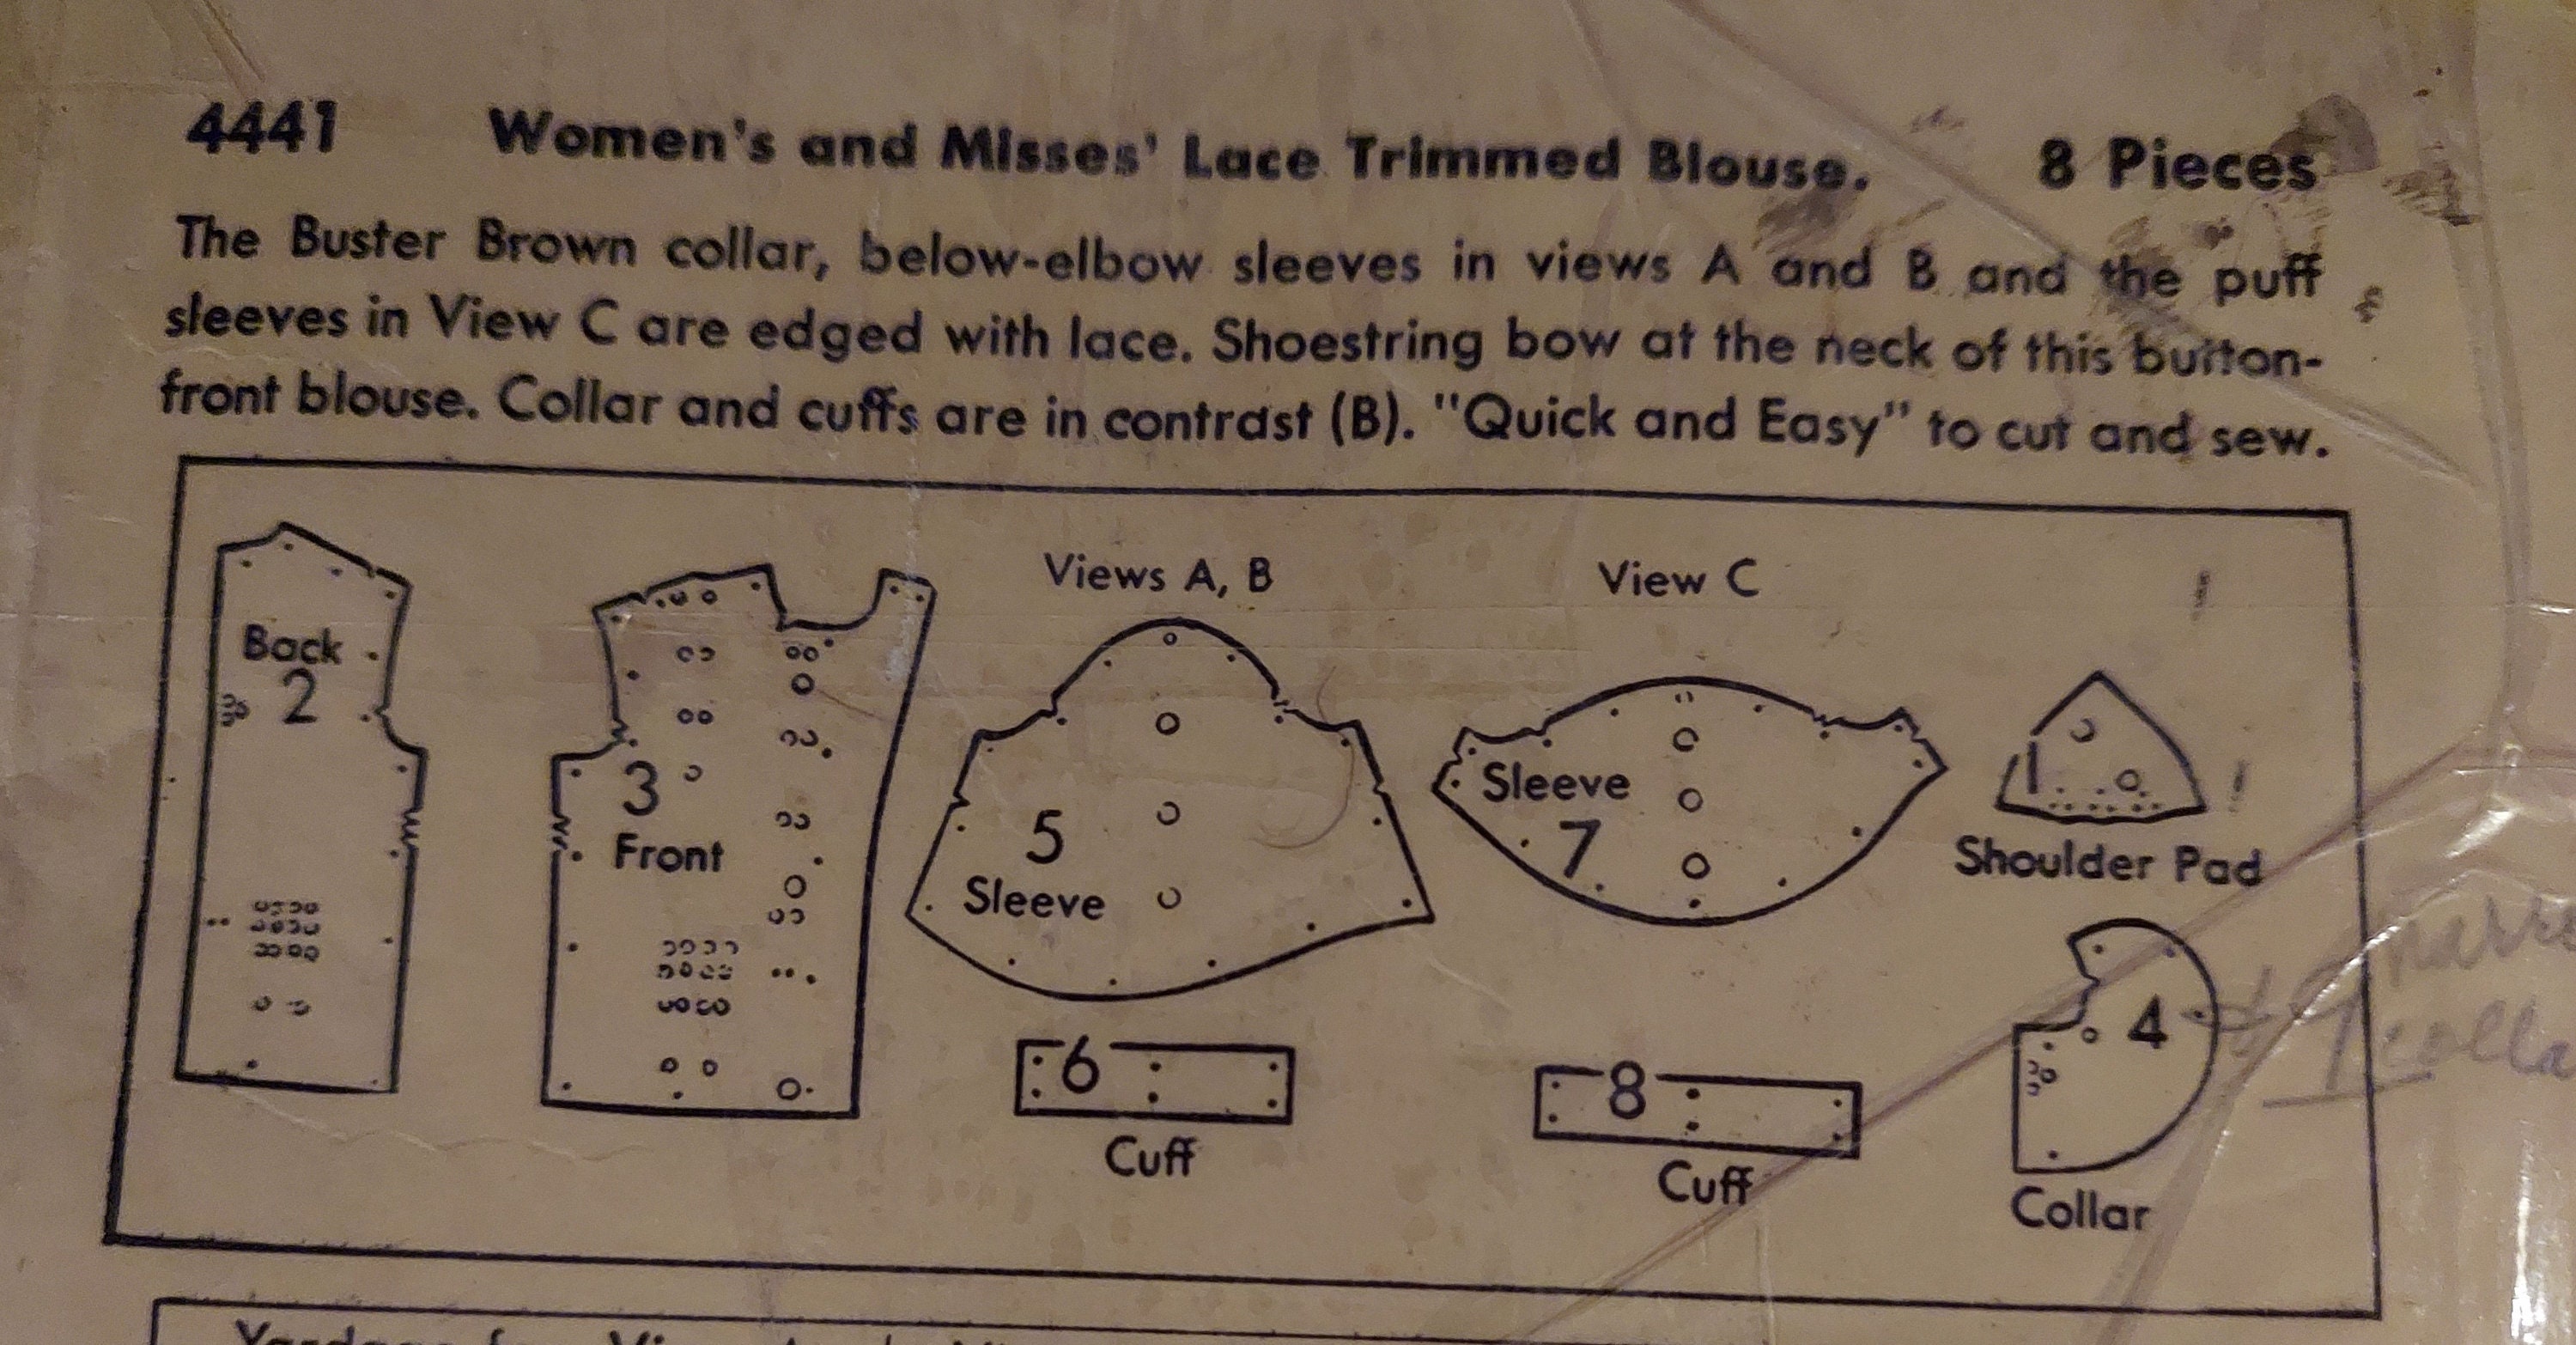 4441 Women's and Misses' Lace Trimmed Blouse. 8 Pieces
The Buster Brown collar, below-elbow sleeves in views A and B and the puff
sleeves in View C are edged with lace. Shoestring bow at the neck of this button-
front blouse. Collar and cuffs are in contrast (B). "Quick and Easy" to cut and sew.
Views A, B
View C
Back
2
3
Front
5
Sleeve
Sleeve
7
1
Shoulder Pad
6
Cuff
8
Cuff
4
Collar